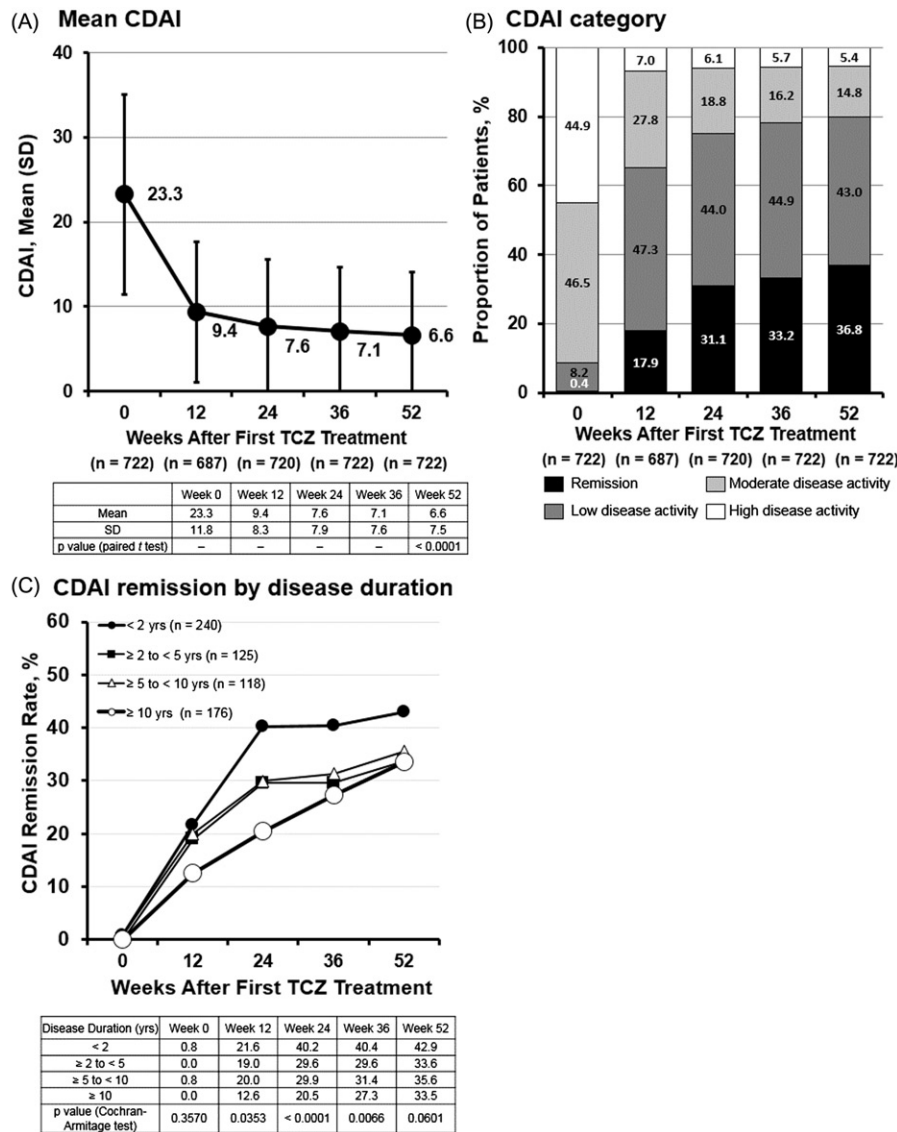 (A) Mean CDAI
40
30
20
10
0
CDAI, Mean (SD)
23.3
9.4
7.6
7.1
6.6
0 12 24 36 52
Weeks After First TCZ Treatment
(n = 722) (n = 687) (n = 720) (n = 722) (n = 722)
Week 0 Week 12 Week 24 Week 36 Week 52
Mean 23.3 9.4 7.6 7.1 6.6
SD 11.8 8.3 7.9 7.6 7.5
p value (paired t test) – – – – < 0.0001
(B) CDAI category
100
80
60
40
20
0
Proportion of Patients, %
44.9 7.0 6.1 5.7 5.4
46.5 27.8 18.8 16.2 14.8
8.2 47.3 44.0 44.9 43.0
0.4 17.9 31.1 33.2 36.8
0 12 24 36 52
Weeks After First TCZ Treatment
(n = 722) (n = 687) (n = 720) (n = 722) (n = 722)
Remission Moderate disease activity
Low disease activity High disease activity
(C) CDAI remission by disease duration
60
50
40
30
20
10
0
CDAI Remission Rate, %
< 2 yrs (n = 240)
≥ 2 to < 5 yrs (n = 125)
≥ 5 to < 10 yrs (n = 118)
≥ 10 yrs (n = 176)
0 12 24 36 52
Weeks After First TCZ Treatment
Disease Duration (yrs) Week 0 Week 12 Week 24 Week 36 Week 52
< 2 0.8 21.6 40.2 40.4 42.9
≥ 2 to < 5 0.0 19.0 29.6 29.6 33.6
≥ 5 to < 10 0.8 20.0 29.9 31.4 35.6
≥ 10 0.0 12.6 20.5 27.3 33.5
p value (Cochran-
Armitage test) 0.3570 0.0353 < 0.0001 0.0066 0.0601